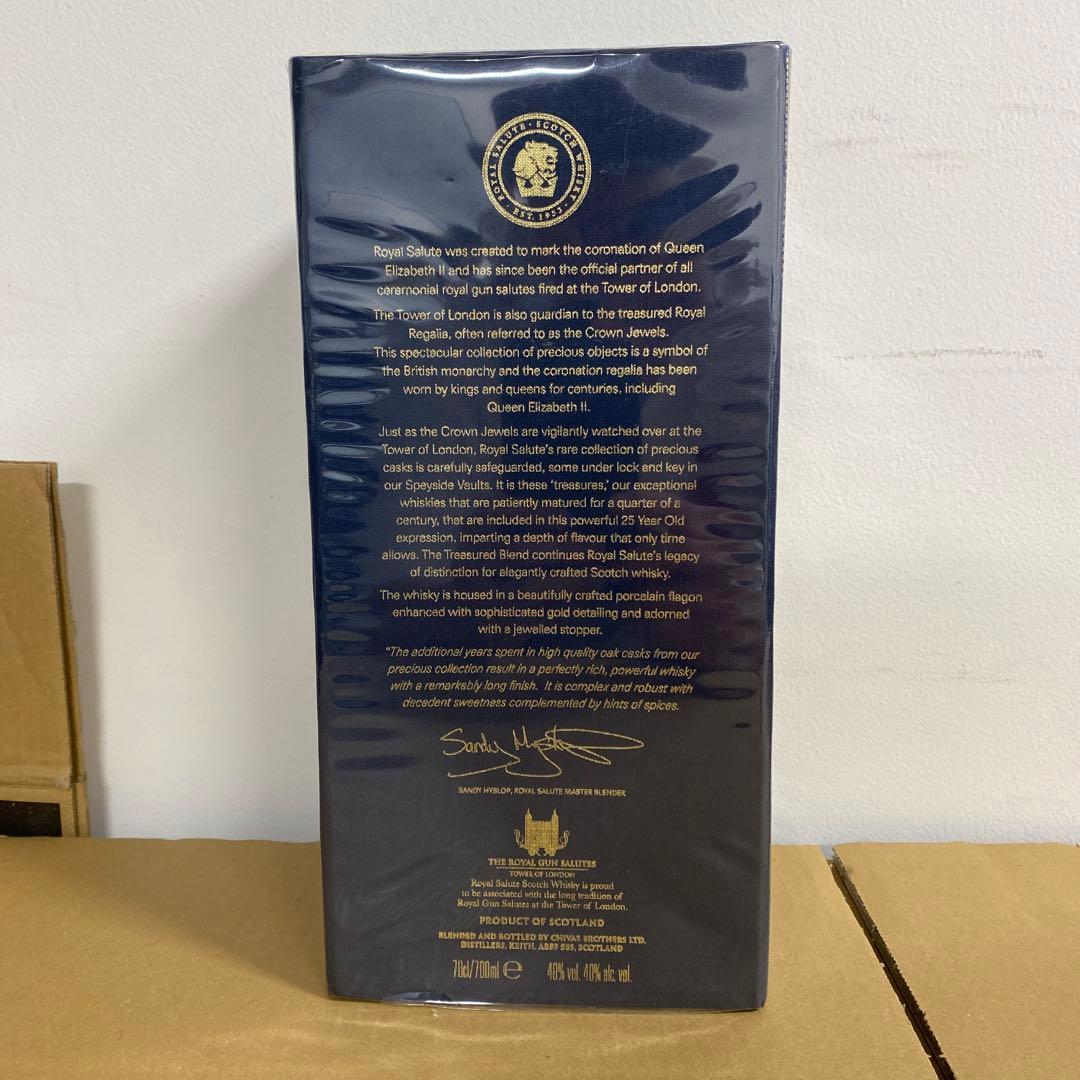 ROYAL SALUTE · SCOTCH WHISKY
· EST. 1953 ·
Royal Salute was created to mark the coronation of Queen
Elizabeth II and has since been the official partner of all
ceremonial royal gun salutes fired at the Tower of London.
The Tower of London is also guardian to the treasured Royal
Regalia, often referred to as the Crown Jewels.
This spectacular collection of precious objects is a symbol of
the British monarchy and the coronation regalia has been
worn by kings and queens for centuries, including
Queen Elizabeth II.
Just as the Crown Jewels are vigilantly watched over at the
Tower of London, Royal Salute's rare collection of precious
casks is carefully safeguarded, some under lock and key in
our Speyside Vaults. It is these 'treasures,' our exceptional
whiskies that are patiently matured for a quarter of a
century, that are included in this powerful 25 Year Old
expression, imparting a depth of flavour that only time
allows. The Treasured Blend continues Royal Salute's legacy
of distinction for elegantly crafted Scotch whisky.
The whisky is housed in a beautifully crafted porcelain flagon
enhanced with sophisticated gold detailing and adorned
with a jewelled stopper.
"The additional years spent in high quality oak casks from our
precious collection result in a perfectly rich, powerful whisky
with a remarkably long finish. It is complex and robust with
decadent sweetness complemented by hints of spices.
Sandy Hyslop
SANDY HYSLOP, ROYAL SALUTE MASTER BLENDER
THE ROYAL GUN SALUTES
TOWER OF LONDON
Royal Salute Scotch Whisky is proud
to be associated with the long tradition of
Royal Gun Salutes at the Tower of London.
PRODUCT OF SCOTLAND
BLENDED AND BOTTLED BY CHIVAS BROTHERS LTD.
DISTILLERS, KEITH, AB55 5BS, SCOTLAND
70cl/700ml ℮ 40% vol. 40% alc. vol.